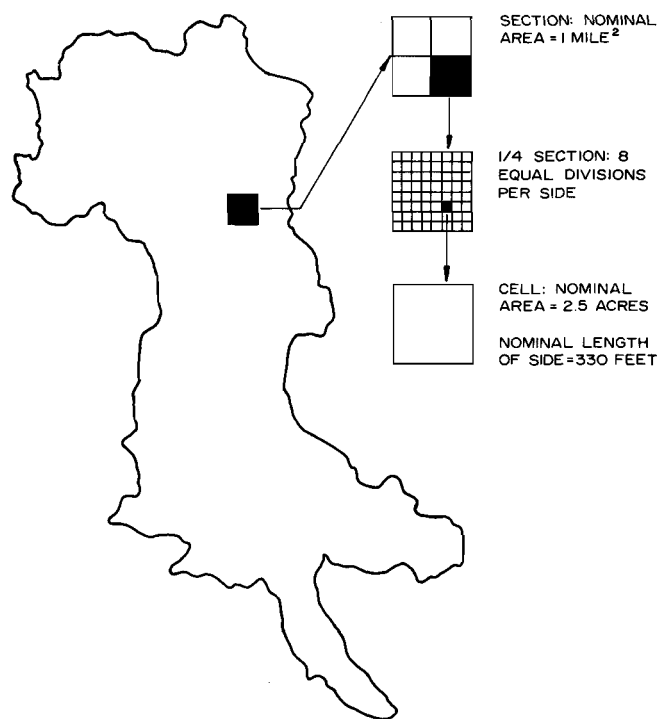 SECTION: NOMINAL
AREA = 1 MILE²
1/4 SECTION: 8
EQUAL DIVISIONS
PER SIDE
CELL: NOMINAL
AREA = 2.5 ACRES
NOMINAL LENGTH
OF SIDE=330 FEET